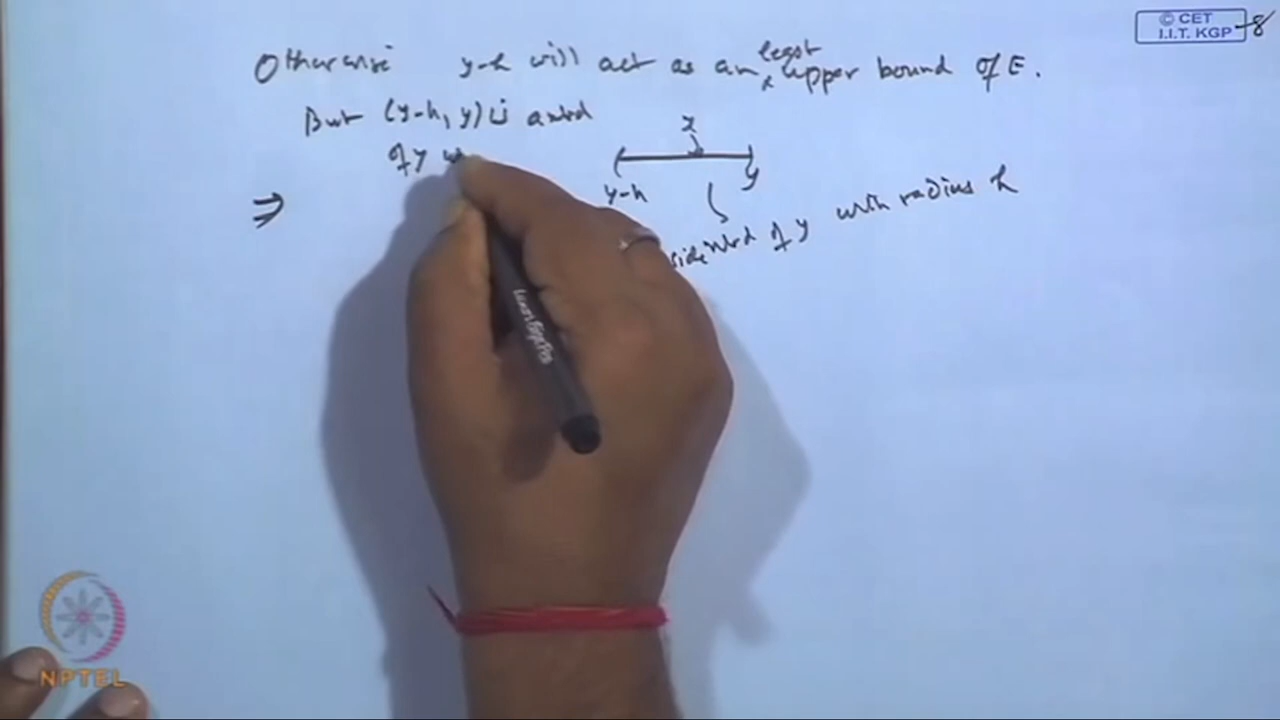 © CET
I.I.T. KGP
8
Otherwise y-h will act as an least upper bound of E.
But (y-h, y) is a nbd
of y w
x
y-h
y
side nbd of y with radius h
⇒
NPTEL